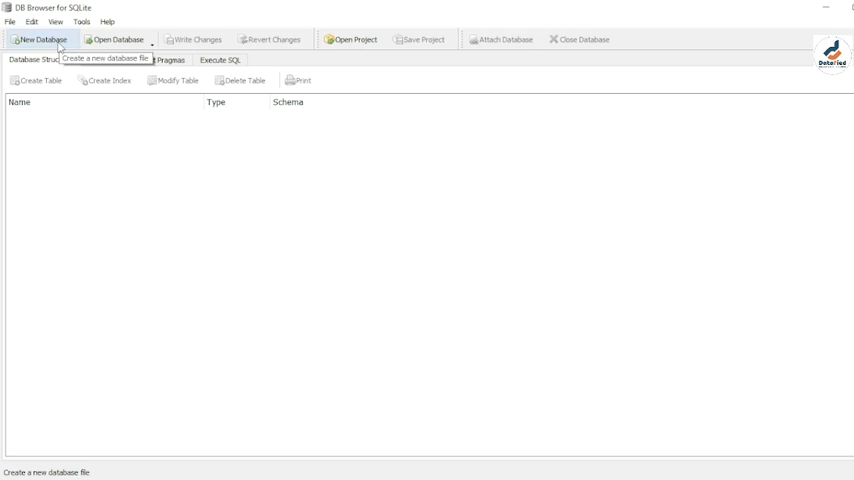 DB Browser for SQLite
File Edit View Tools Help
New Database Open Database Write Changes Revert Changes Open Project Save Project Attach Database Close Database
Database Struc Pragmas Execute SQL
Create a new database file
DataFied
Create Table Create Index Modify Table Delete Table Print
Name Type Schema
Create a new database file